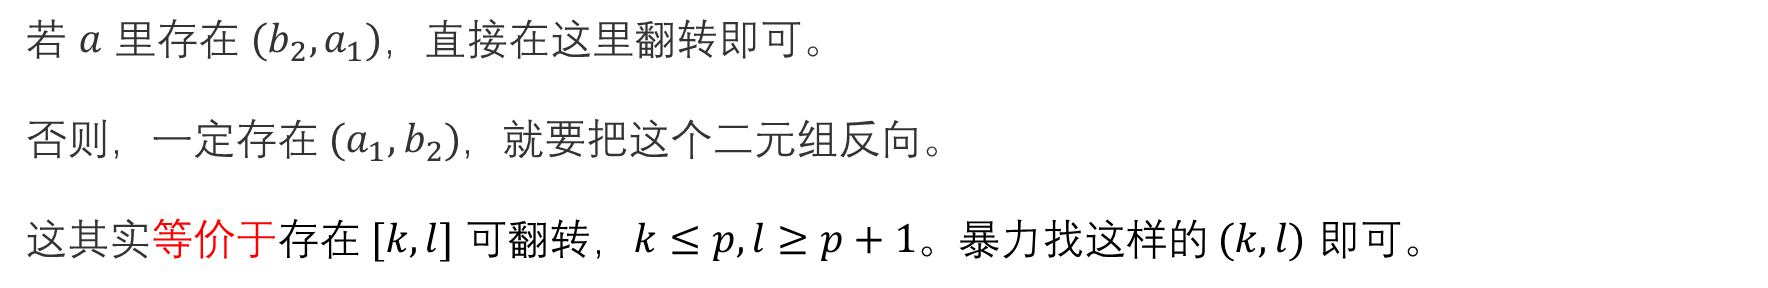 若 a 里存在 (b₂,a₁)，直接在这里翻转即可。
否则，一定存在 (a₁,b₂)，就要把这个二元组反向。
这其实等价于存在 [k,l] 可翻转，k ≤ p,l ≥ p + 1。暴力找这样的 (k,l) 即可。